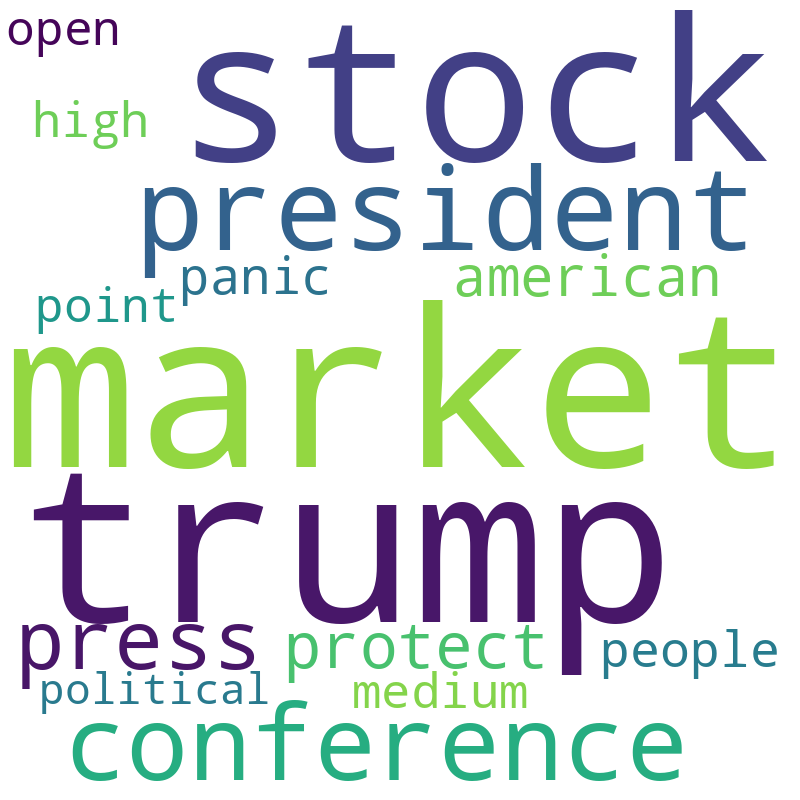 open
stock
high
president
panic american
point
market
trump
press protect people
political medium
conference